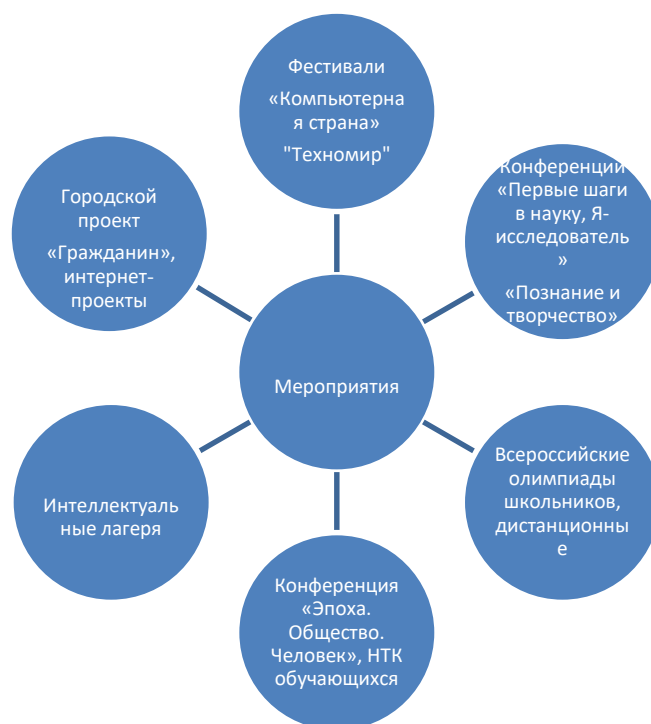 Фестивали
«Компьютерна
я страна»
"Техномир"
Конференции
«Первые шаги
в науку, Я-
исследователь
»
«Познание и
творчество»
Всероссийские
олимпиады
школьников,
дистанционны
е
Конференция
«Эпоха.
Общество.
Человек», НТК
обучающихся
Интеллектуаль
ные лагеря
Городской
проект
«Гражданин»,
интернет-
проекты
Мероприятия